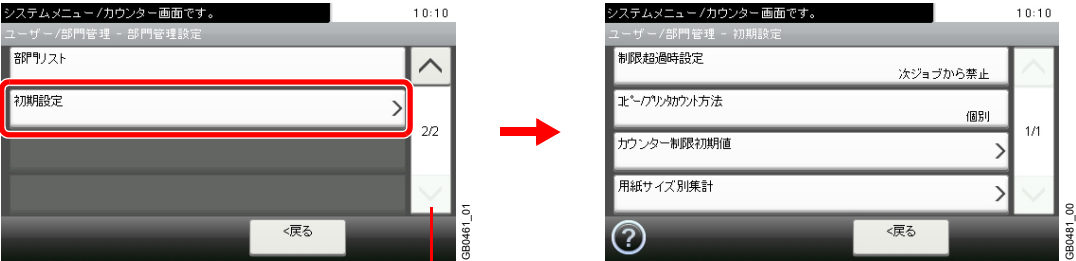 システムメニュー/カウンター画面です。
10:10
ユーザー/部門管理 - 部門管理設定
部門リスト
初期設定
2/2
<戻る
GB0461_01
システムメニュー/カウンター画面です。
10:10
ユーザー/部門管理 - 初期設定
制限超過時設定
次ジョブから禁止
ｺﾋﾟｰ/ﾌﾟﾘﾝﾀｶｳﾝﾄ方法
個別
カウンター制限初期値
用紙サイズ別集計
1/1
?
<戻る
GB0481_00